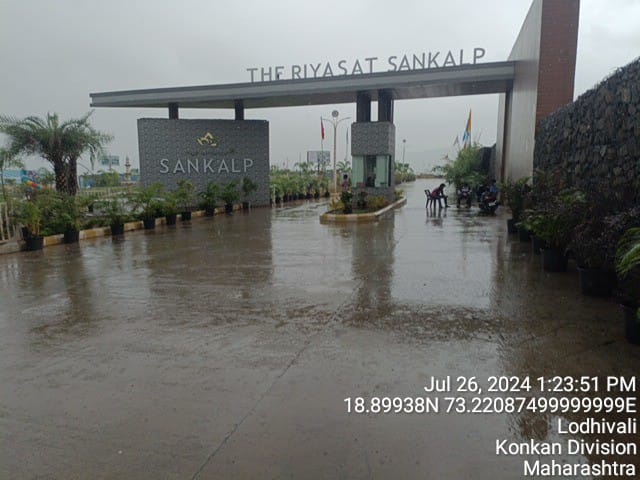 THE RIYASAT SANKALP
SANKALP
Jul 26, 2024 1:23:51 PM
18.89938N 73.22087499999999E
Lodhivali
Konkan Division
Maharashtra